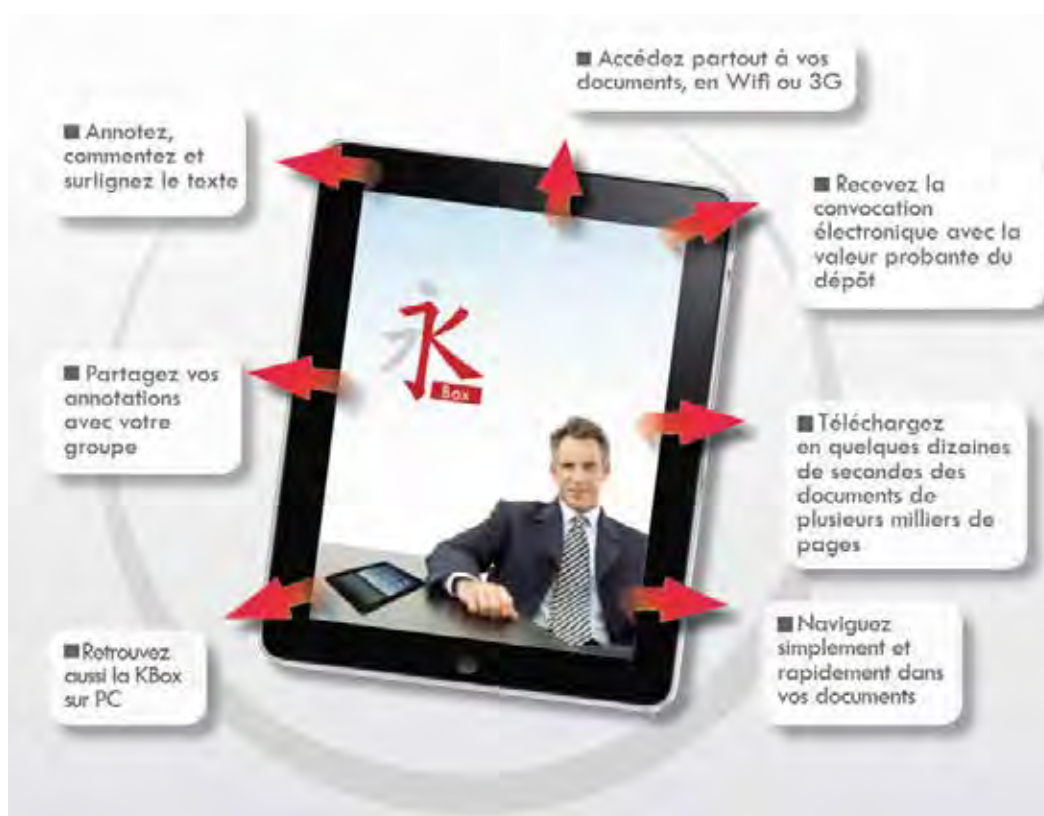 ■ Accédez partout à vos
documents, en Wifi ou 3G
■ Annotez,
commentez et
surlignez le texte
■ Recevez la
convocation
électronique avec la
valeur probante du
dépôt
K
Box
■ Partagez vos
annotations
avec votre
groupe
■ Téléchargez
en quelques dizaines
de secondes des
documents de
plusieurs milliers de
pages
■ Retrouvez
aussi la KBox
sur PC
■ Naviguez
simplement et
rapidement dans
vos documents